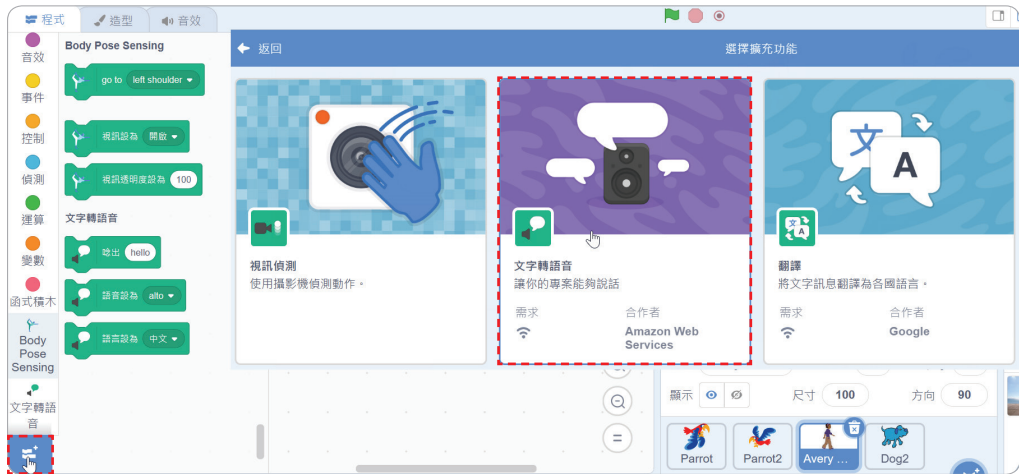 程式
造型
音效
音效
事件
控制
偵測
運算
變數
函式積木
Body
Pose
Sensing
文字轉語
音
Body Pose Sensing
go to left shoulder
視訊設為 開啟
視訊透明度設為 100
文字轉語音
唸出 hello
語音設為 alto
語言設為 中文
返回
選擇擴充功能
視訊偵測
使用攝影機偵測動作。
文字轉語音
讓你的專案能夠說話
需求
合作者
Amazon Web
Services
文
A
文
A
翻譯
將文字訊息翻譯為各國語言。
需求
合作者
Google
顯示
尺寸 100
方向 90
Parrot
Parrot2
Avery ...
Dog2